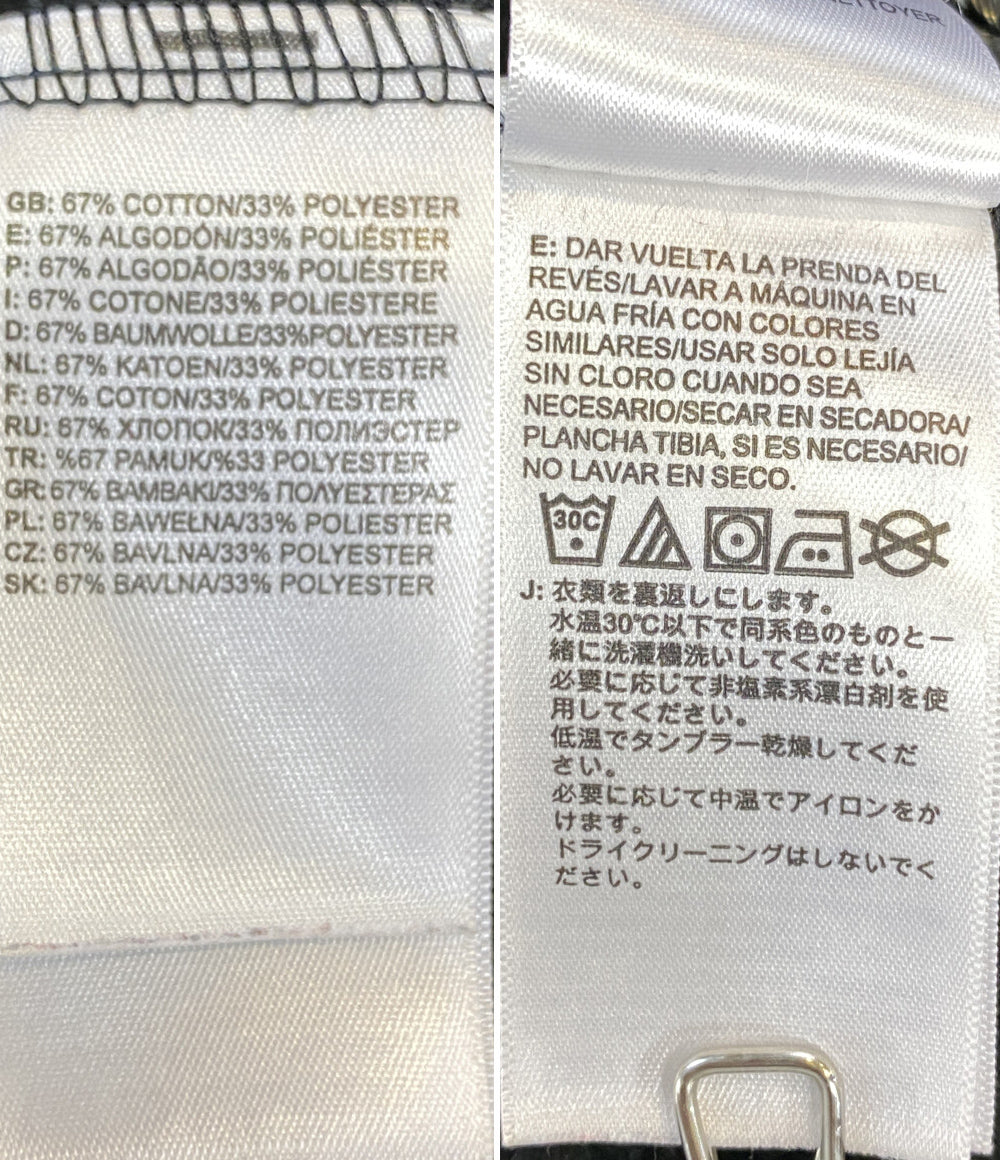 GB: 67% COTTON/33% POLYESTER
E: 67% ALGODÓN/33% POLIÉSTER
P: 67% ALGODÃO/33% POLIÉSTER
I: 67% COTONE/33% POLIESTERE
D: 67% BAUMWOLLE/33%POLYESTER
NL: 67% KATOEN/33% POLYESTER
F: 67% COTON/33% POLYESTER
RU: 67% ХЛОПОК/33% ПОЛИЭСТЕР
TR: %67 PAMUK/%33 POLYESTER
GR: 67% ΒΑΜΒΑΚΙ/33% ΠΟΛΥΕΣΤΕΡΑΣ
PL: 67% BAWEŁNA/33% POLIESTER
CZ: 67% BAVLNA/33% POLYESTER
SK: 67% BAVLNA/33% POLYESTER
E: DAR VUELTA LA PRENDA DEL
REVÉS/LAVAR A MÁQUINA EN
AGUA FRÍA CON COLORES
SIMILARES/USAR SOLO LEJÍA
SIN CLORO CUANDO SEA
NECESARIO/SECAR EN SECADORA/
PLANCHA TIBIA, SI ES NECESARIO/
NO LAVAR EN SECO.
30C
J: 衣類を裏返しにします。
水温30℃以下で同系色のものと一
緒に洗濯機洗いしてください。
必要に応じて非塩素系漂白剤を使
用してください。
低温でタンブラー乾燥してくだ
さい。
必要に応じて中温でアイロンをか
けます。
ドライクリーニングはしないでく
ださい。